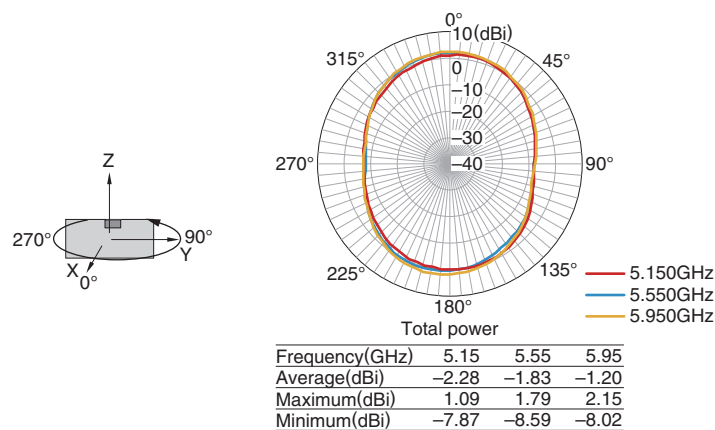 0°
10(dBi)
315°
45°
0
–10
–20
–30
–40
270°
90°
225°
135°
180°
Z
270°
90°
Y
X
0°
5.150GHz
5.550GHz
5.950GHz
Total power
Frequency(GHz) 5.15 5.55 5.95
Average(dBi) –2.28 –1.83 –1.20
Maximum(dBi) 1.09 1.79 2.15
Minimum(dBi) –7.87 –8.59 –8.02